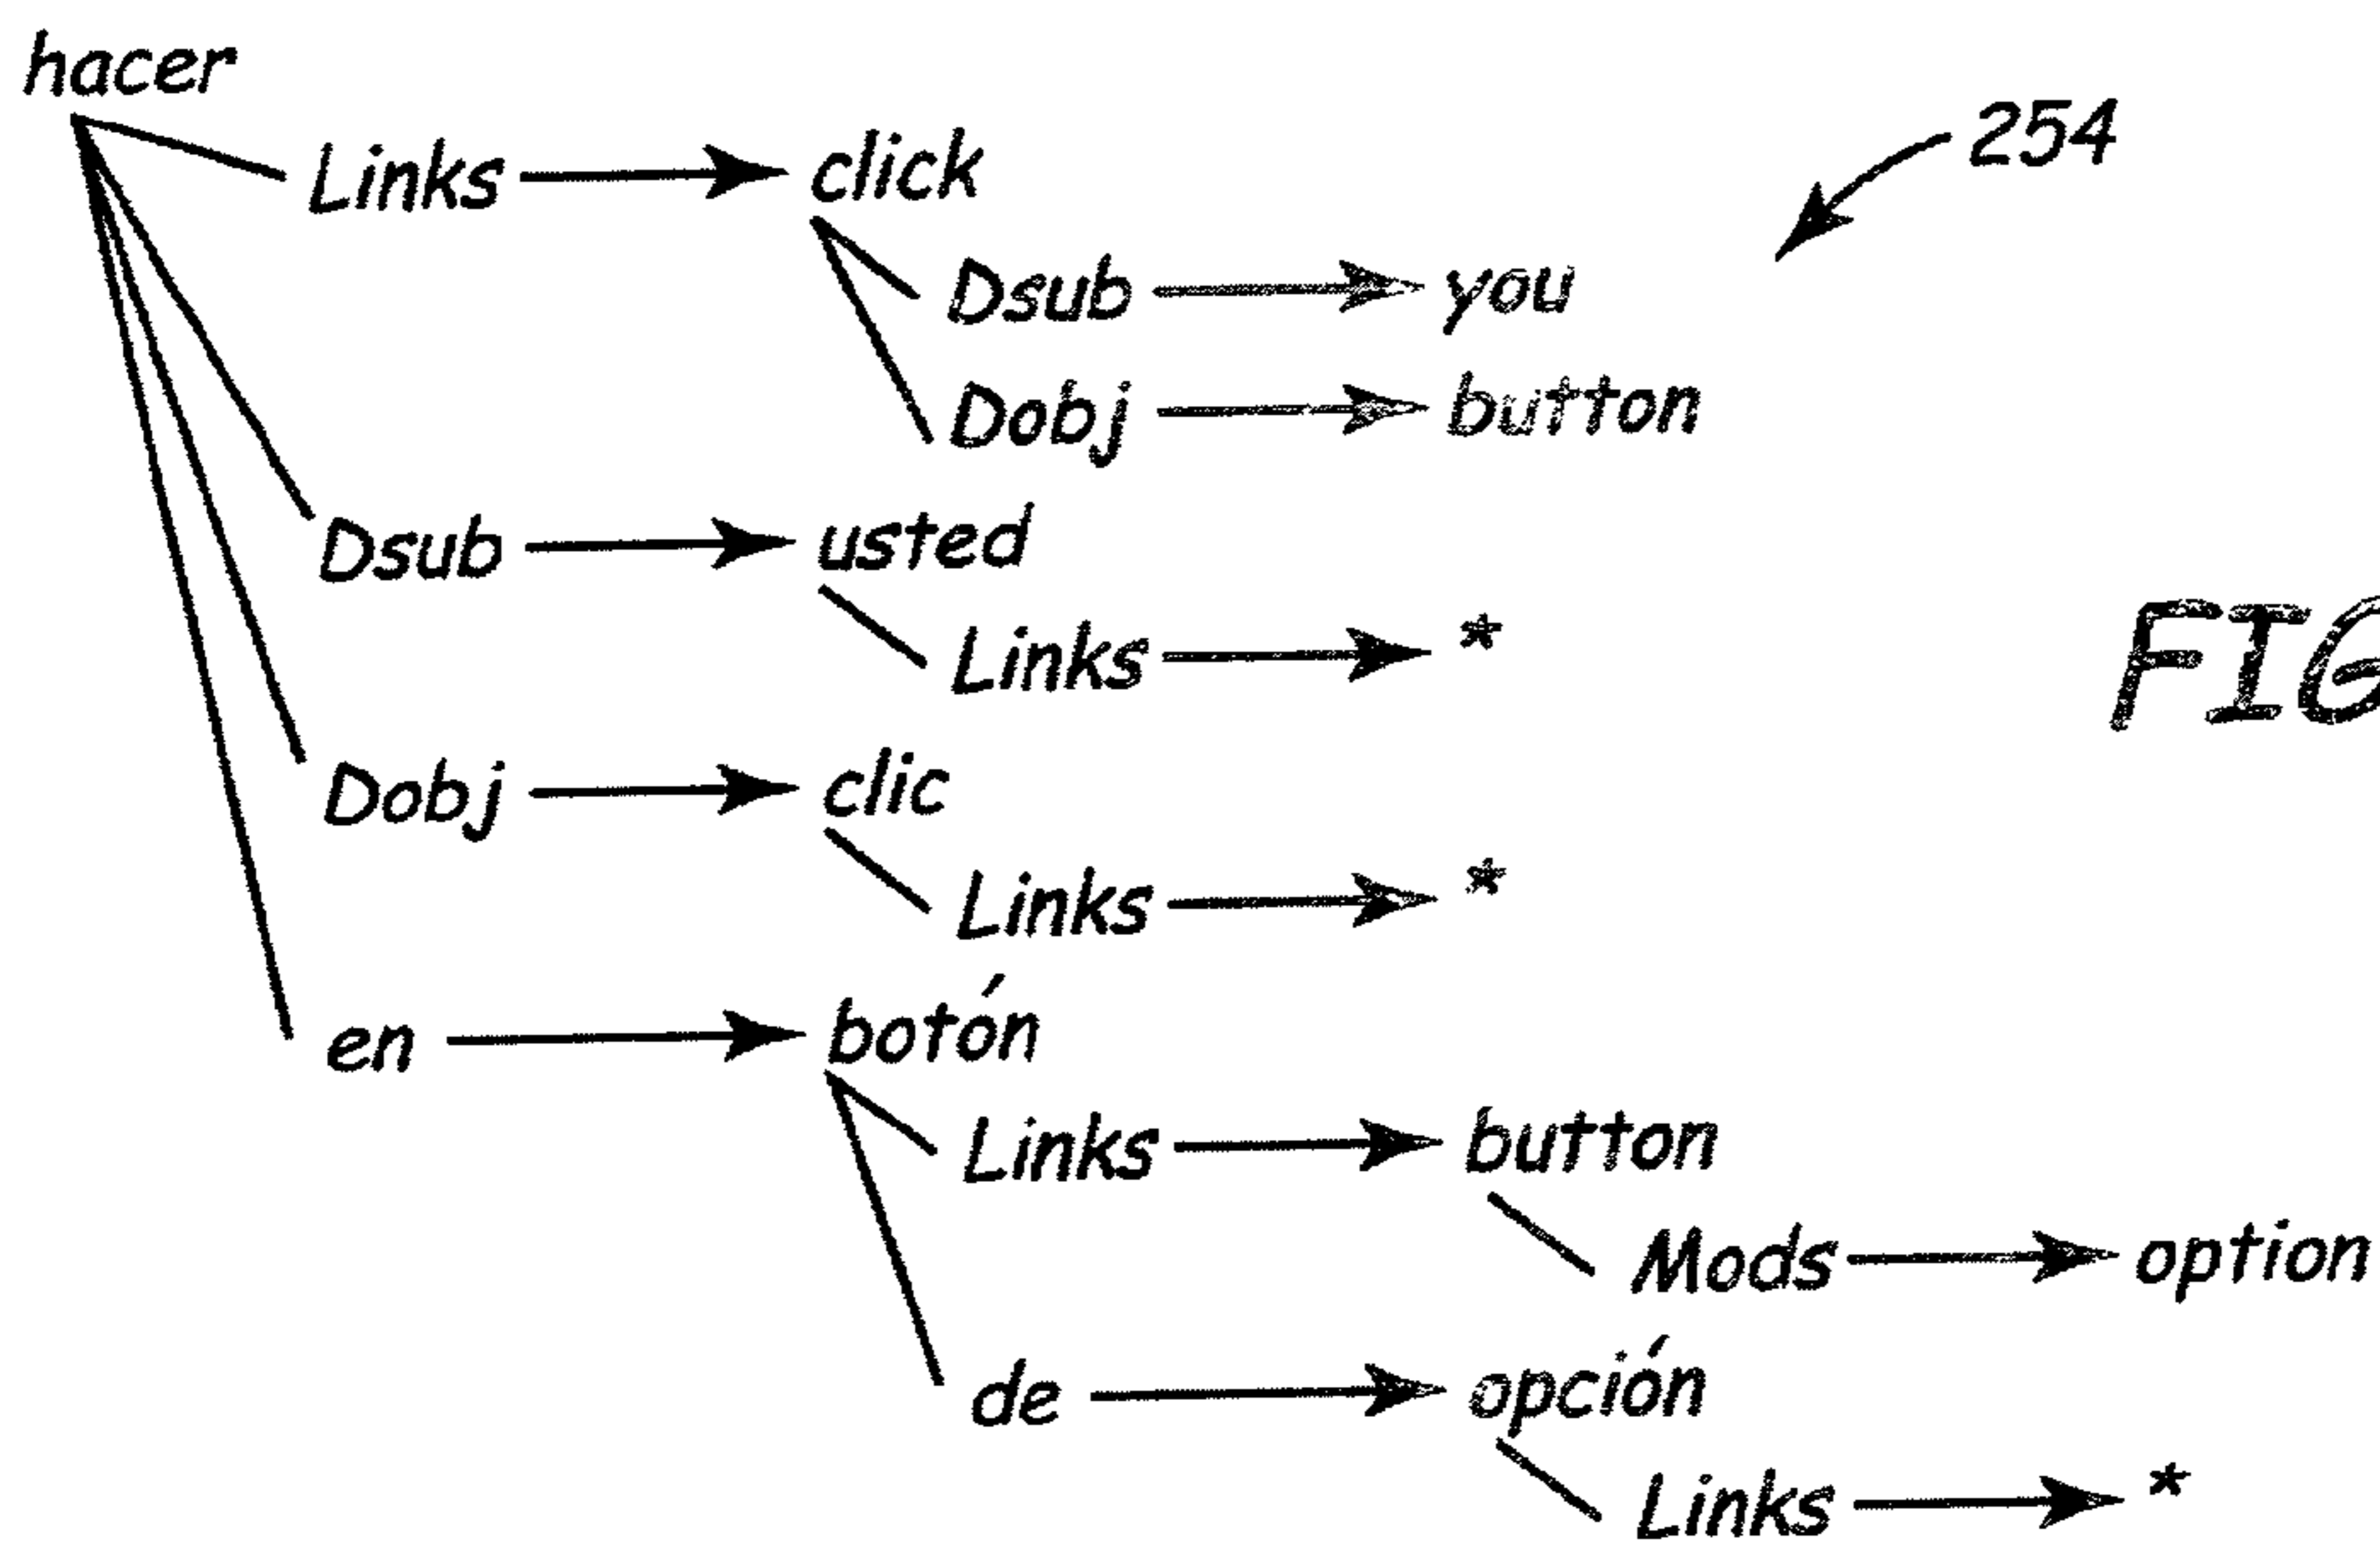 hacer
Links click
254
Dsub you
Dobj button
Dsub usted
Links *
FIG
Dobj clic
Links *
en botón
Links button
Mods option
de opción
Links *